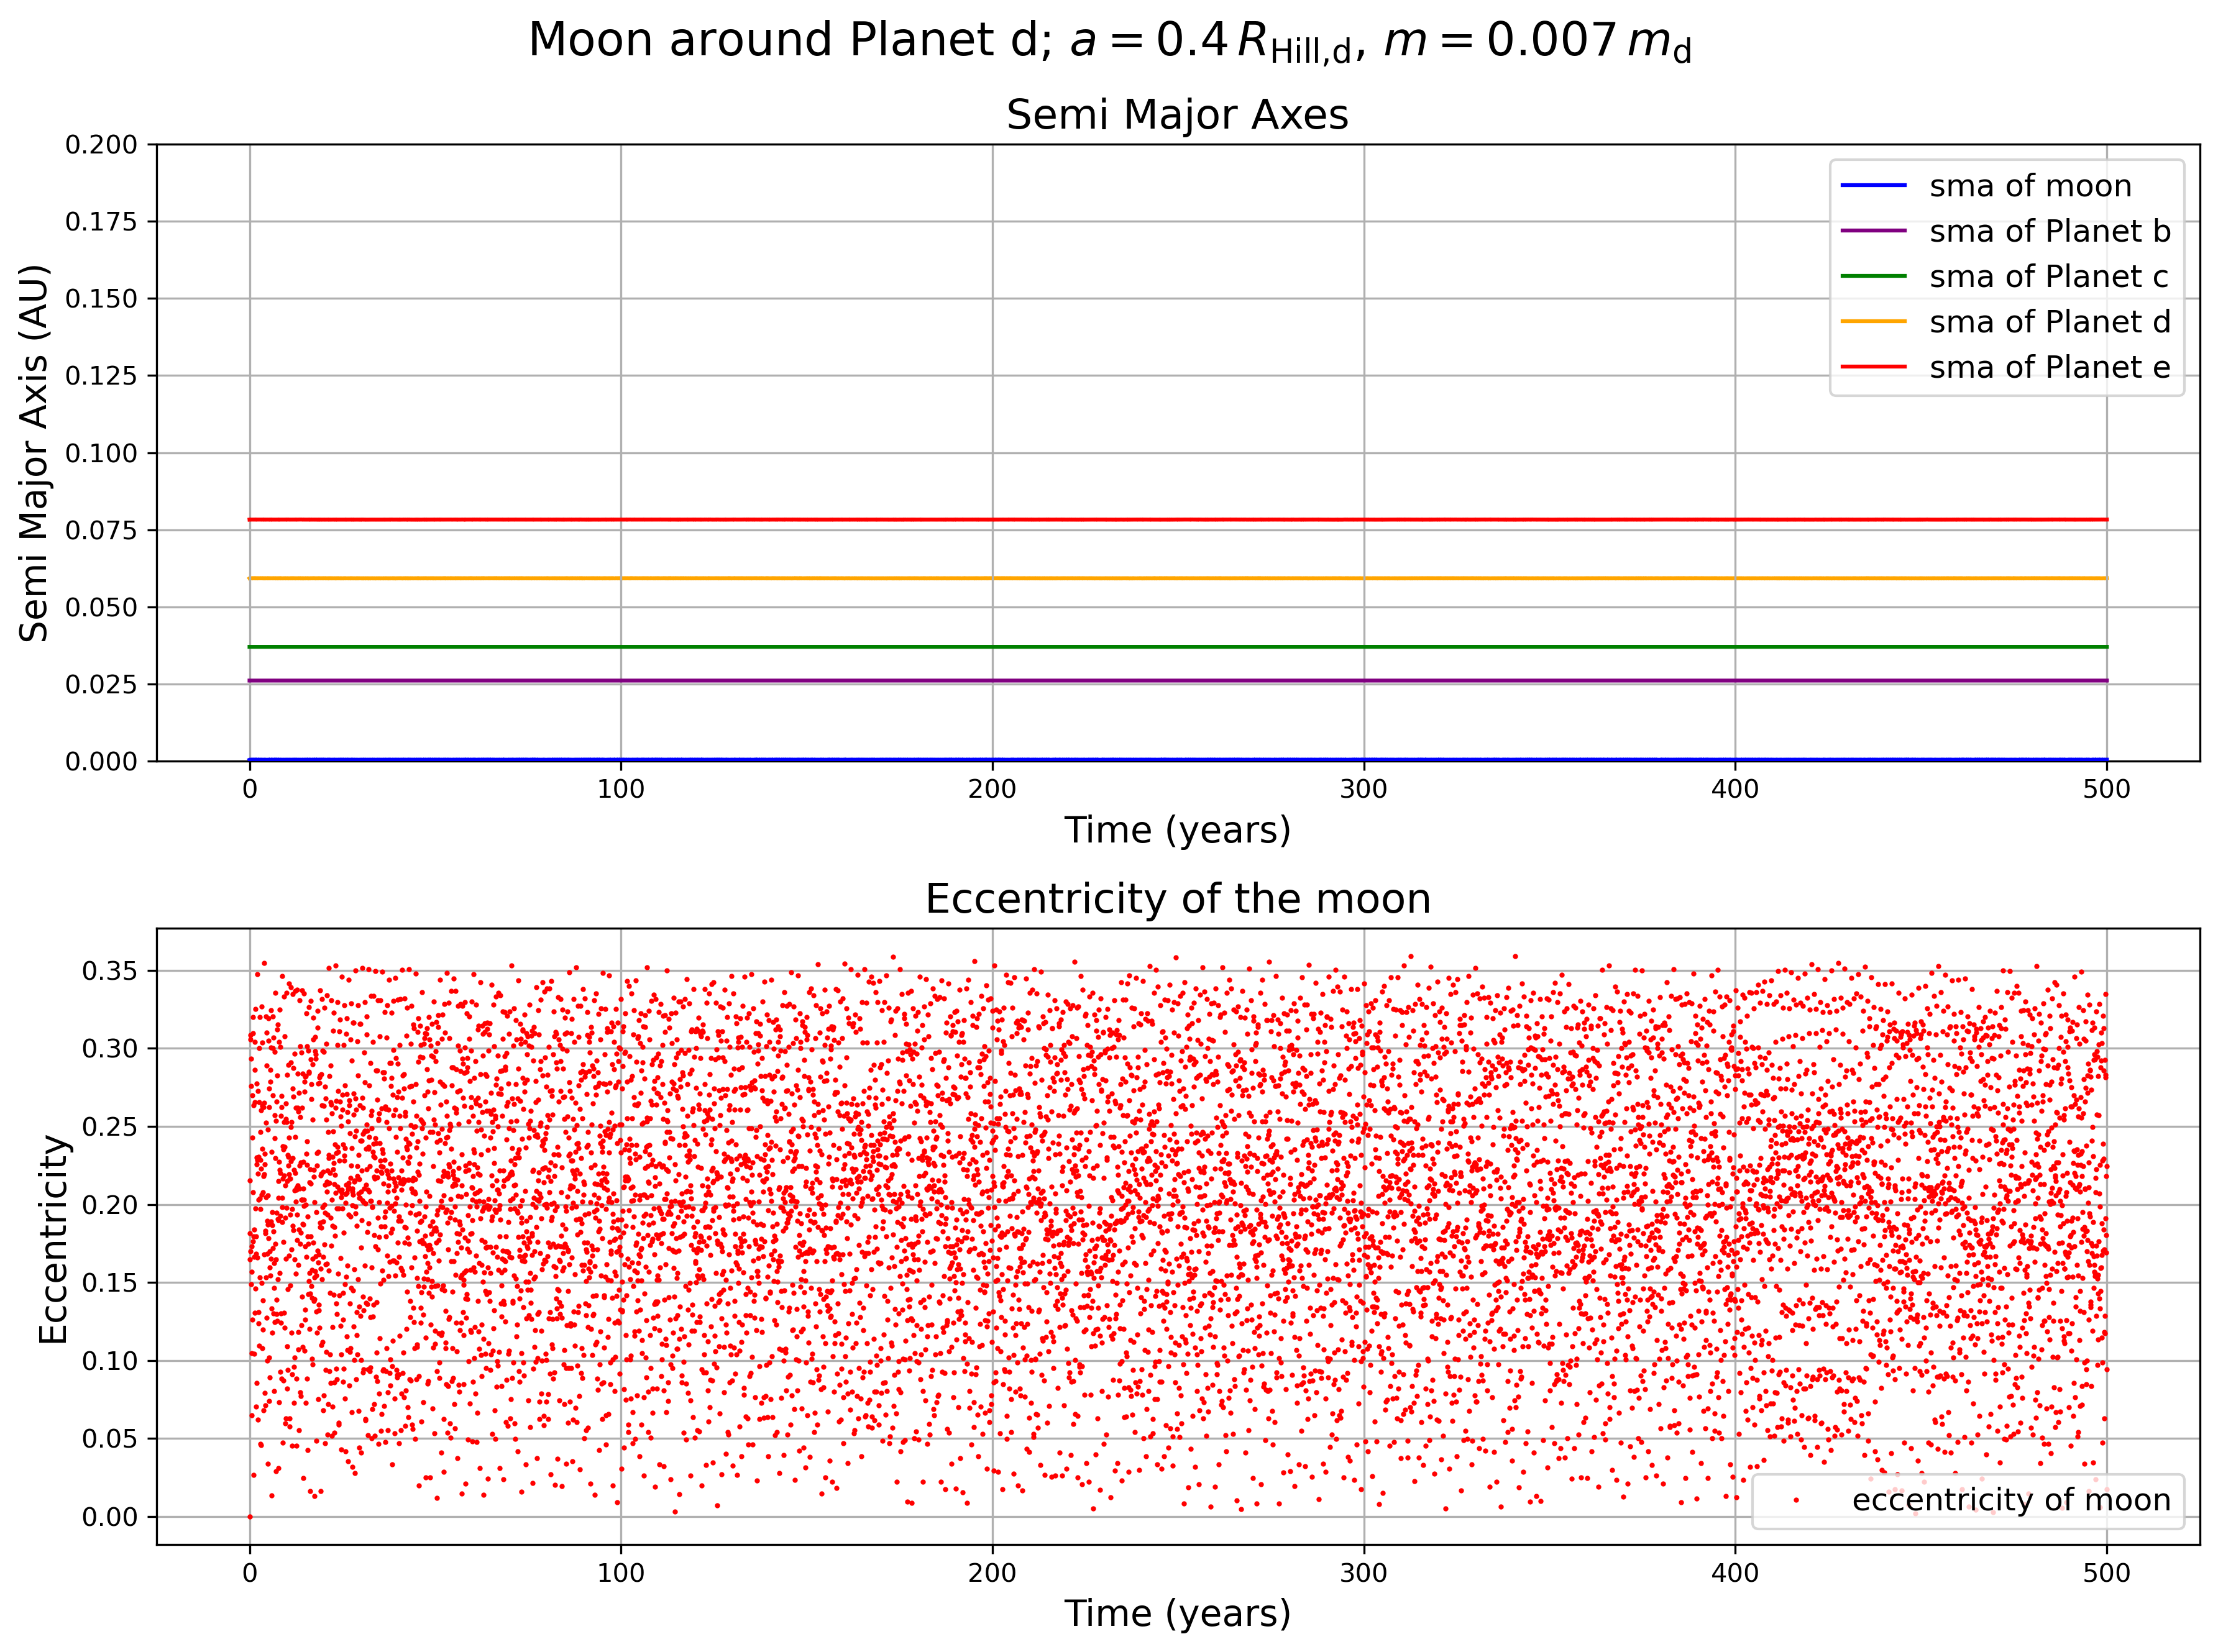 Moon around Planet d; a = 0.4 R_Hill,d, m = 0.007 m_d
Semi Major Axes
Semi Major Axis (AU)
0.200
0.175
0.150
0.125
0.100
0.075
0.050
0.025
0.000
sma of moon
sma of Planet b
sma of Planet c
sma of Planet d
sma of Planet e
0 100 200 300 400 500
Time (years)
Eccentricity of the moon
Eccentricity
0.35
0.30
0.25
0.20
0.15
0.10
0.05
0.00
eccentricity of moon
0 100 200 300 400 500
Time (years)